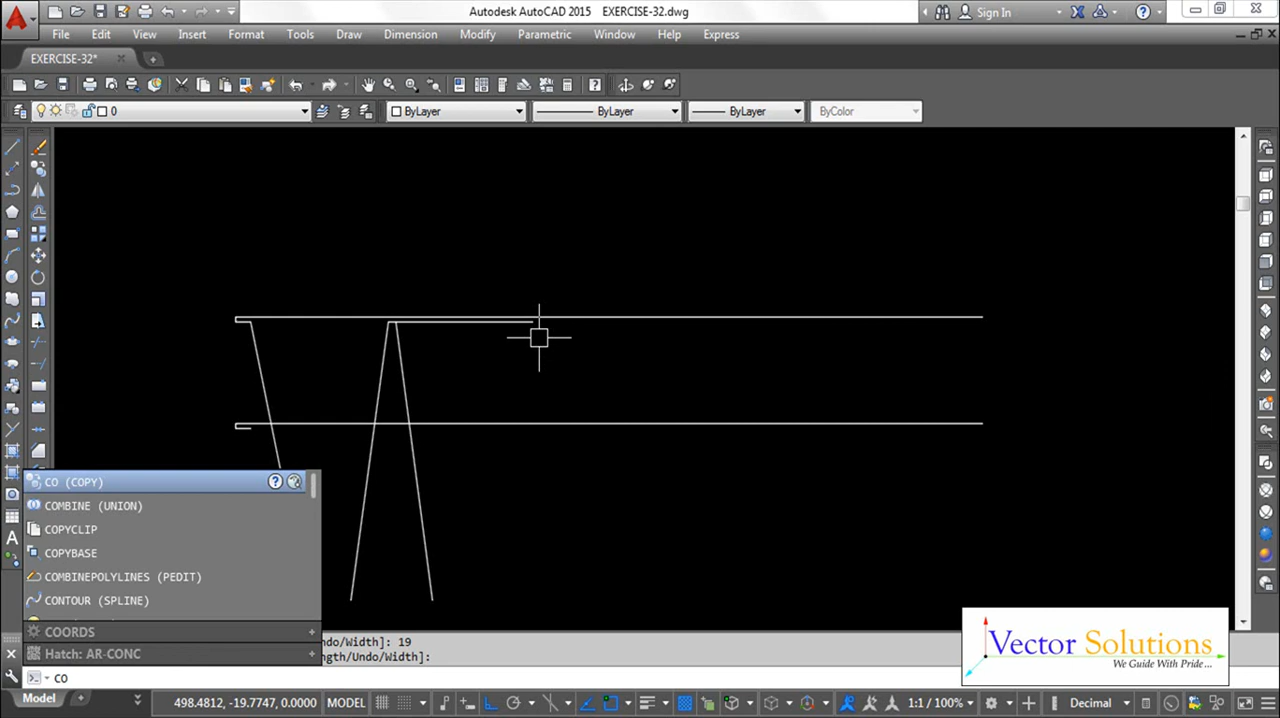 Autodesk AutoCAD 2015 EXERCISE-32.dwg
Sign In
File Edit View Insert Format Tools Draw Dimension Modify Parametric Window Help Express
EXERCISE-32*
0 ByLayer ByLayer ByLayer ByColor
CO (COPY)
COMBINE (UNION)
COPYCLIP
COPYBASE
COMBINEPOLYLINES (PEDIT)
CONTOUR (SPLINE)
COORDS
Hatch: AR-CONC
ndo/Width]: 19
ngth/Undo/Width]:
CO
A
Vector Solutions
We Guide With Pride...
Model 498.4812, -19.7747, 0.0000 MODEL 1:1 / 100% Decimal